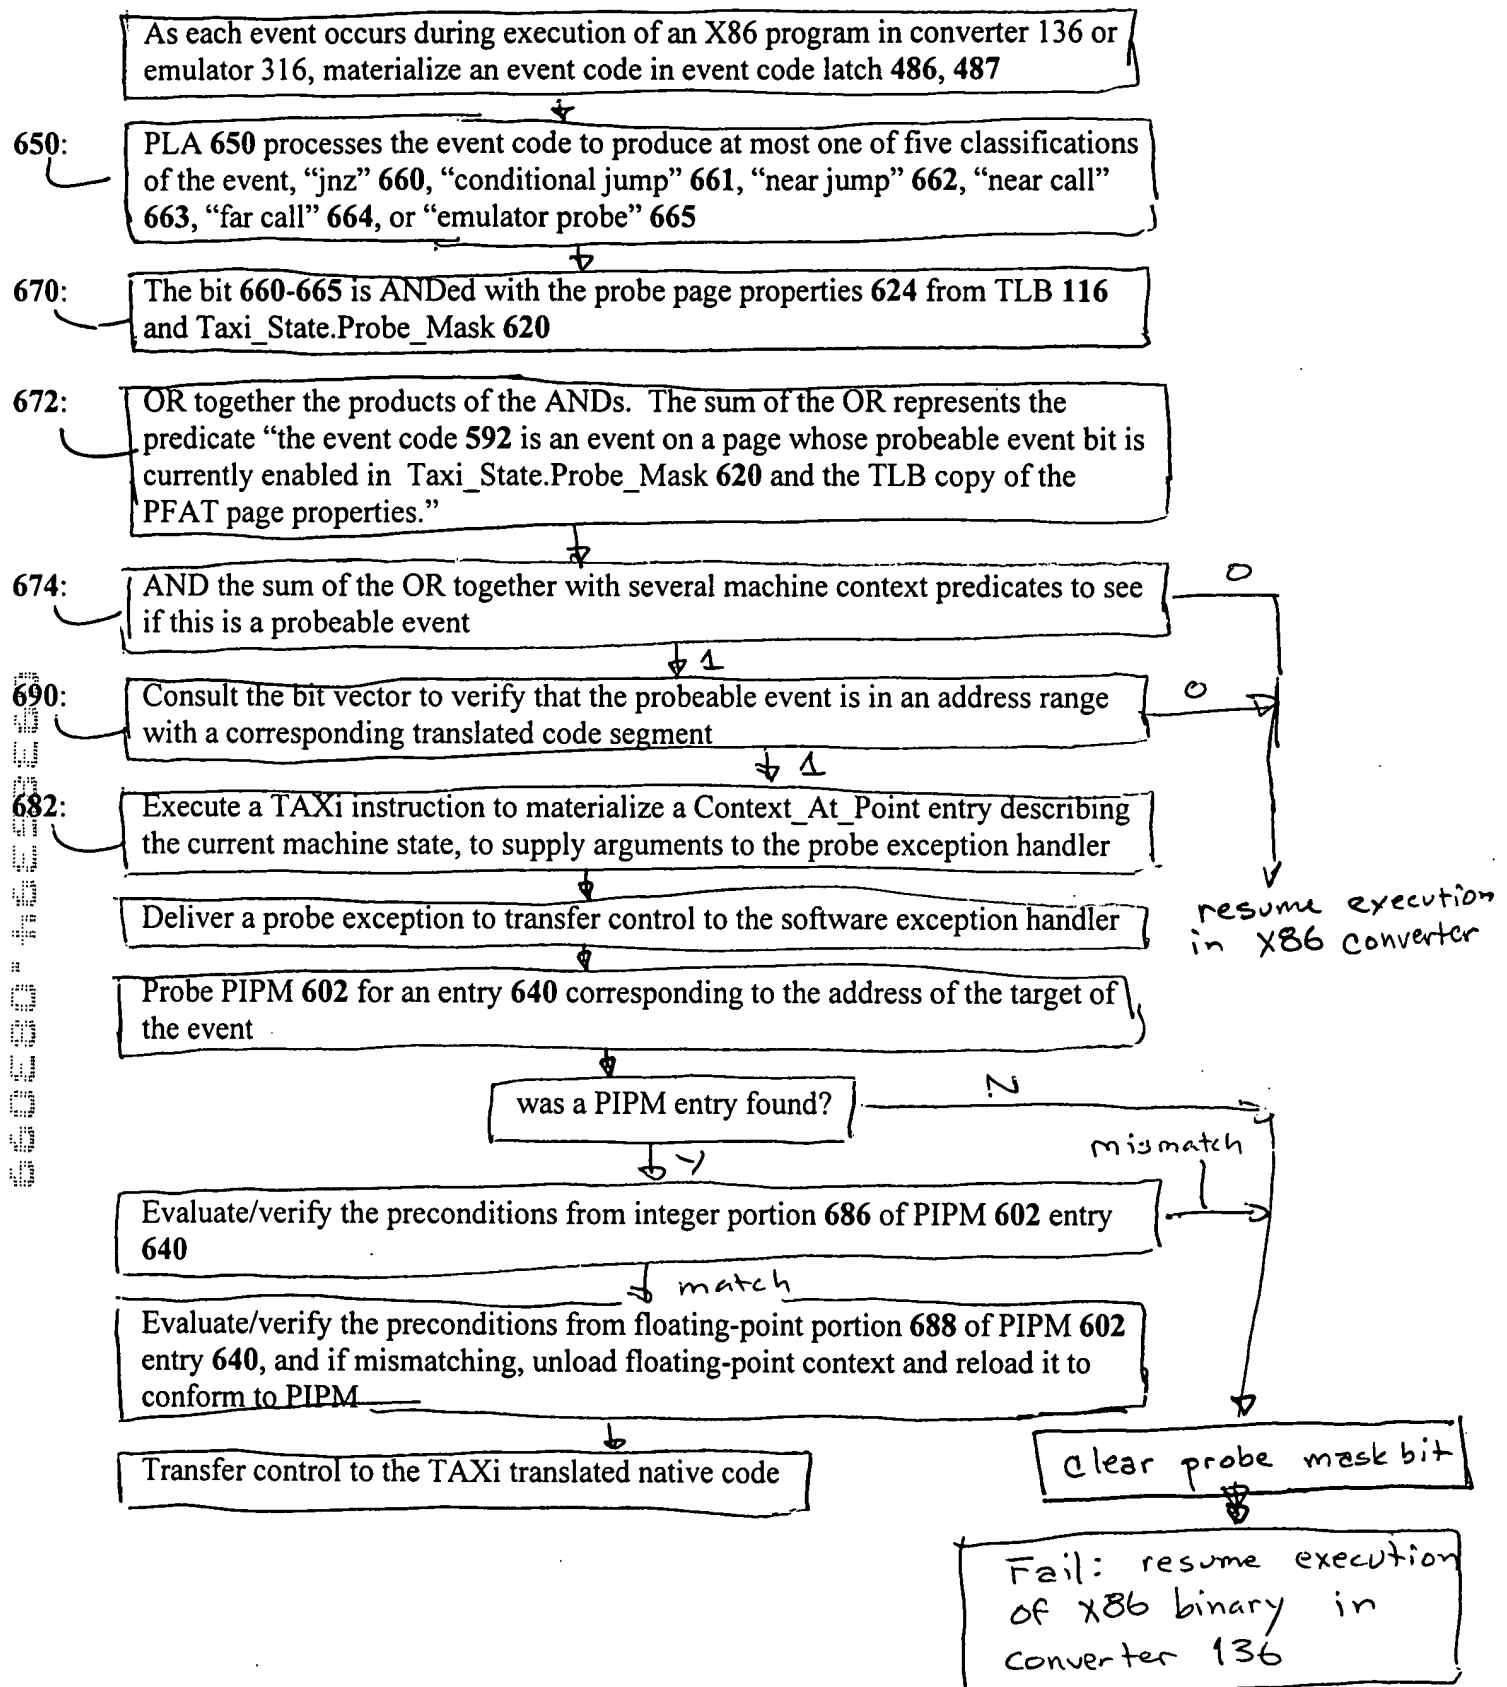 As each event occurs during execution of an X86 program in converter 136 or
emulator 316, materialize an event code in event code latch 486, 487
650:
PLA 650 processes the event code to produce at most one of five classifications
of the event, “jnz” 660, “conditional jump” 661, “near jump” 662, “near call”
663, “far call” 664, or “emulator probe” 665
670:
The bit 660-665 is ANDed with the probe page properties 624 from TLB 116
and Taxi_State.Probe_Mask 620
672:
OR together the products of the ANDs. The sum of the OR represents the
predicate “the event code 592 is an event on a page whose probeable event bit is
currently enabled in Taxi_State.Probe_Mask 620 and the TLB copy of the
PFAT page properties.”
674:
AND the sum of the OR together with several machine context predicates to see
if this is a probeable event
0
1
690:
Consult the bit vector to verify that the probeable event is in an address range
with a corresponding translated code segment
0
1
682:
Execute a TAXi instruction to materialize a Context_At_Point entry describing
the current machine state, to supply arguments to the probe exception handler
Deliver a probe exception to transfer control to the software exception handler
resume execution
in X86 converter
Probe PIPM 602 for an entry 640 corresponding to the address of the target of
the event
was a PIPM entry found?
N
Y
mismatch
Evaluate/verify the preconditions from integer portion 686 of PIPM 602 entry
640
match
Evaluate/verify the preconditions from floating-point portion 688 of PIPM 602
entry 640, and if mismatching, unload floating-point context and reload it to
conform to PIPM
Transfer control to the TAXi translated native code
clear probe mask bit
Fail: resume execution
of X86 binary in
converter 136